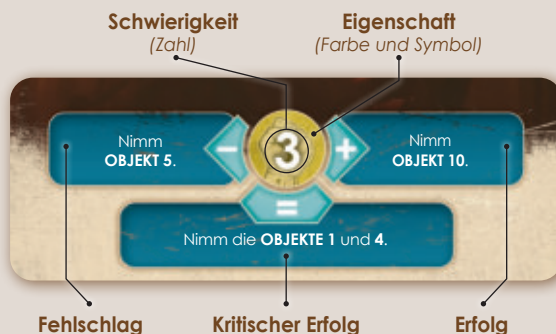 Schwierigkeit
(Zahl)
Eigenschaft
(Farbe und Symbol)
Nimm
OBJEKT 5.
−
3
+
Nimm
OBJEKT 10.
=
Nimm die OBJEKTE 1 und 4.
Fehlschlag
Kritischer Erfolg
Erfolg